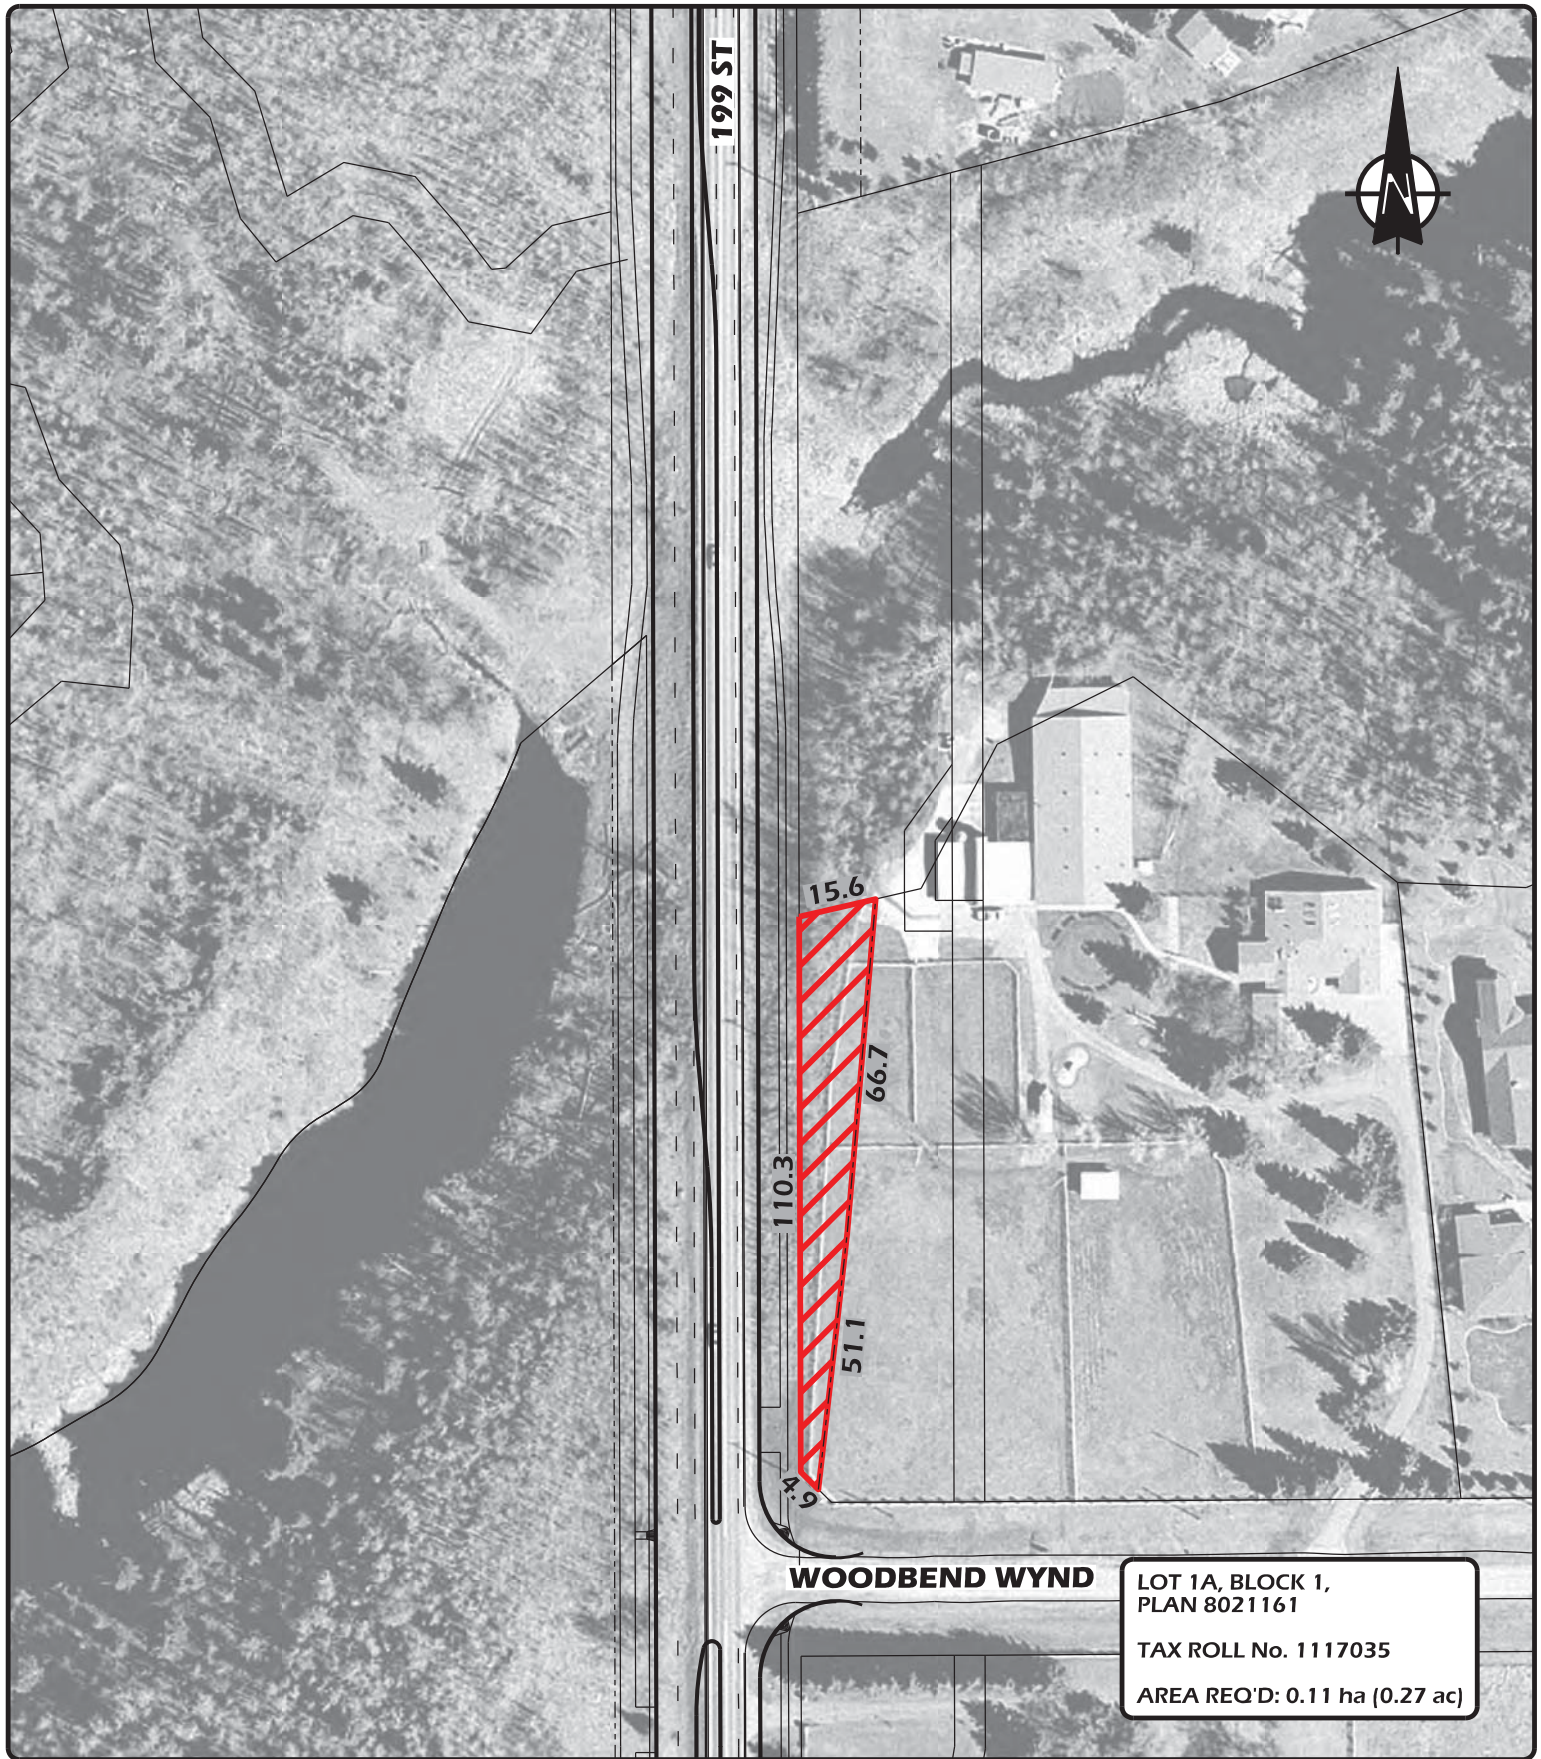 199 ST
N
15.6
66.7
110.3
51.1
4.9
WOODBEND WYND
LOT 1A, BLOCK 1,
PLAN 8021161
TAX ROLL No. 1117035
AREA REQ'D: 0.11 ha (0.27 ac)